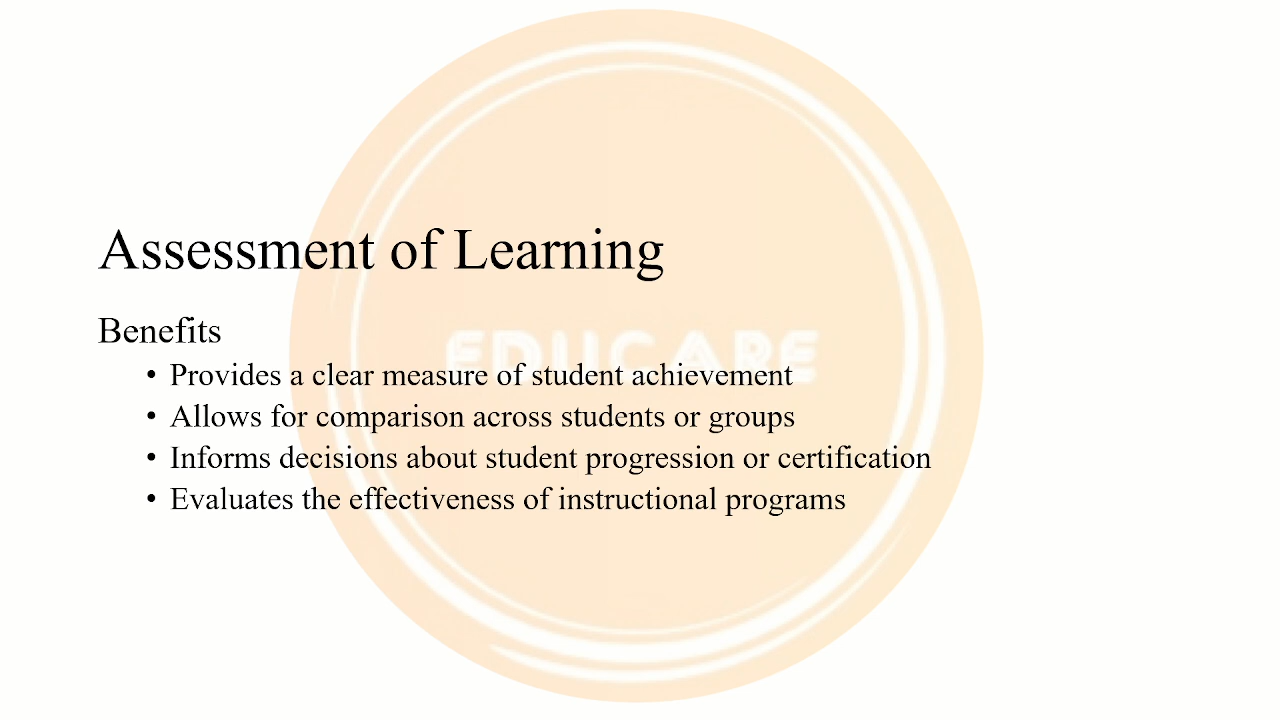 Assessment of Learning
EDUCARE
Benefits
• Provides a clear measure of student achievement
• Allows for comparison across students or groups
• Informs decisions about student progression or certification
• Evaluates the effectiveness of instructional programs